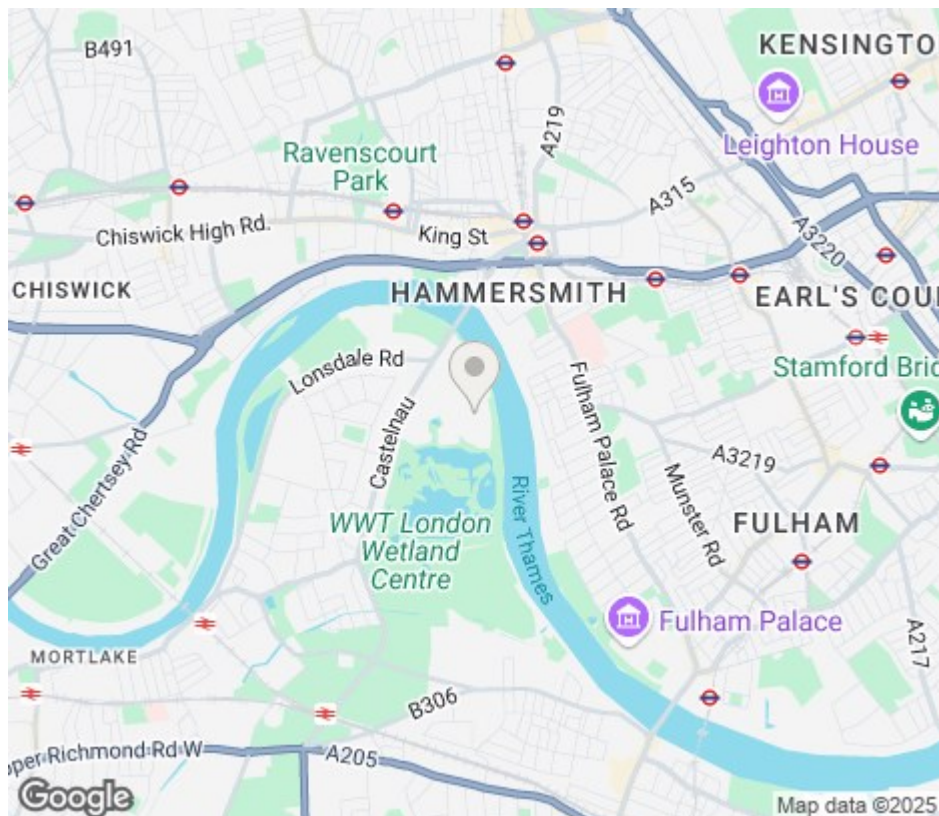 B491
KENSINGTO
A219
Leighton House
Ravenscourt
Park
A315
Chiswick High Rd.
King St
A3220
CHISWICK
HAMMERSMITH
EARL'S COU
Lonsdale Rd
Stamford Bric
Fulham Palace Rd
Castelnau
Great Chertsey Rd
A3219
Munster Rd
River Thames
WWT London
Wetland
Centre
FULHAM
Fulham Palace
A217
MORTLAKE
B306
pper Richmond Rd W
A205
Google
Map data ©2025